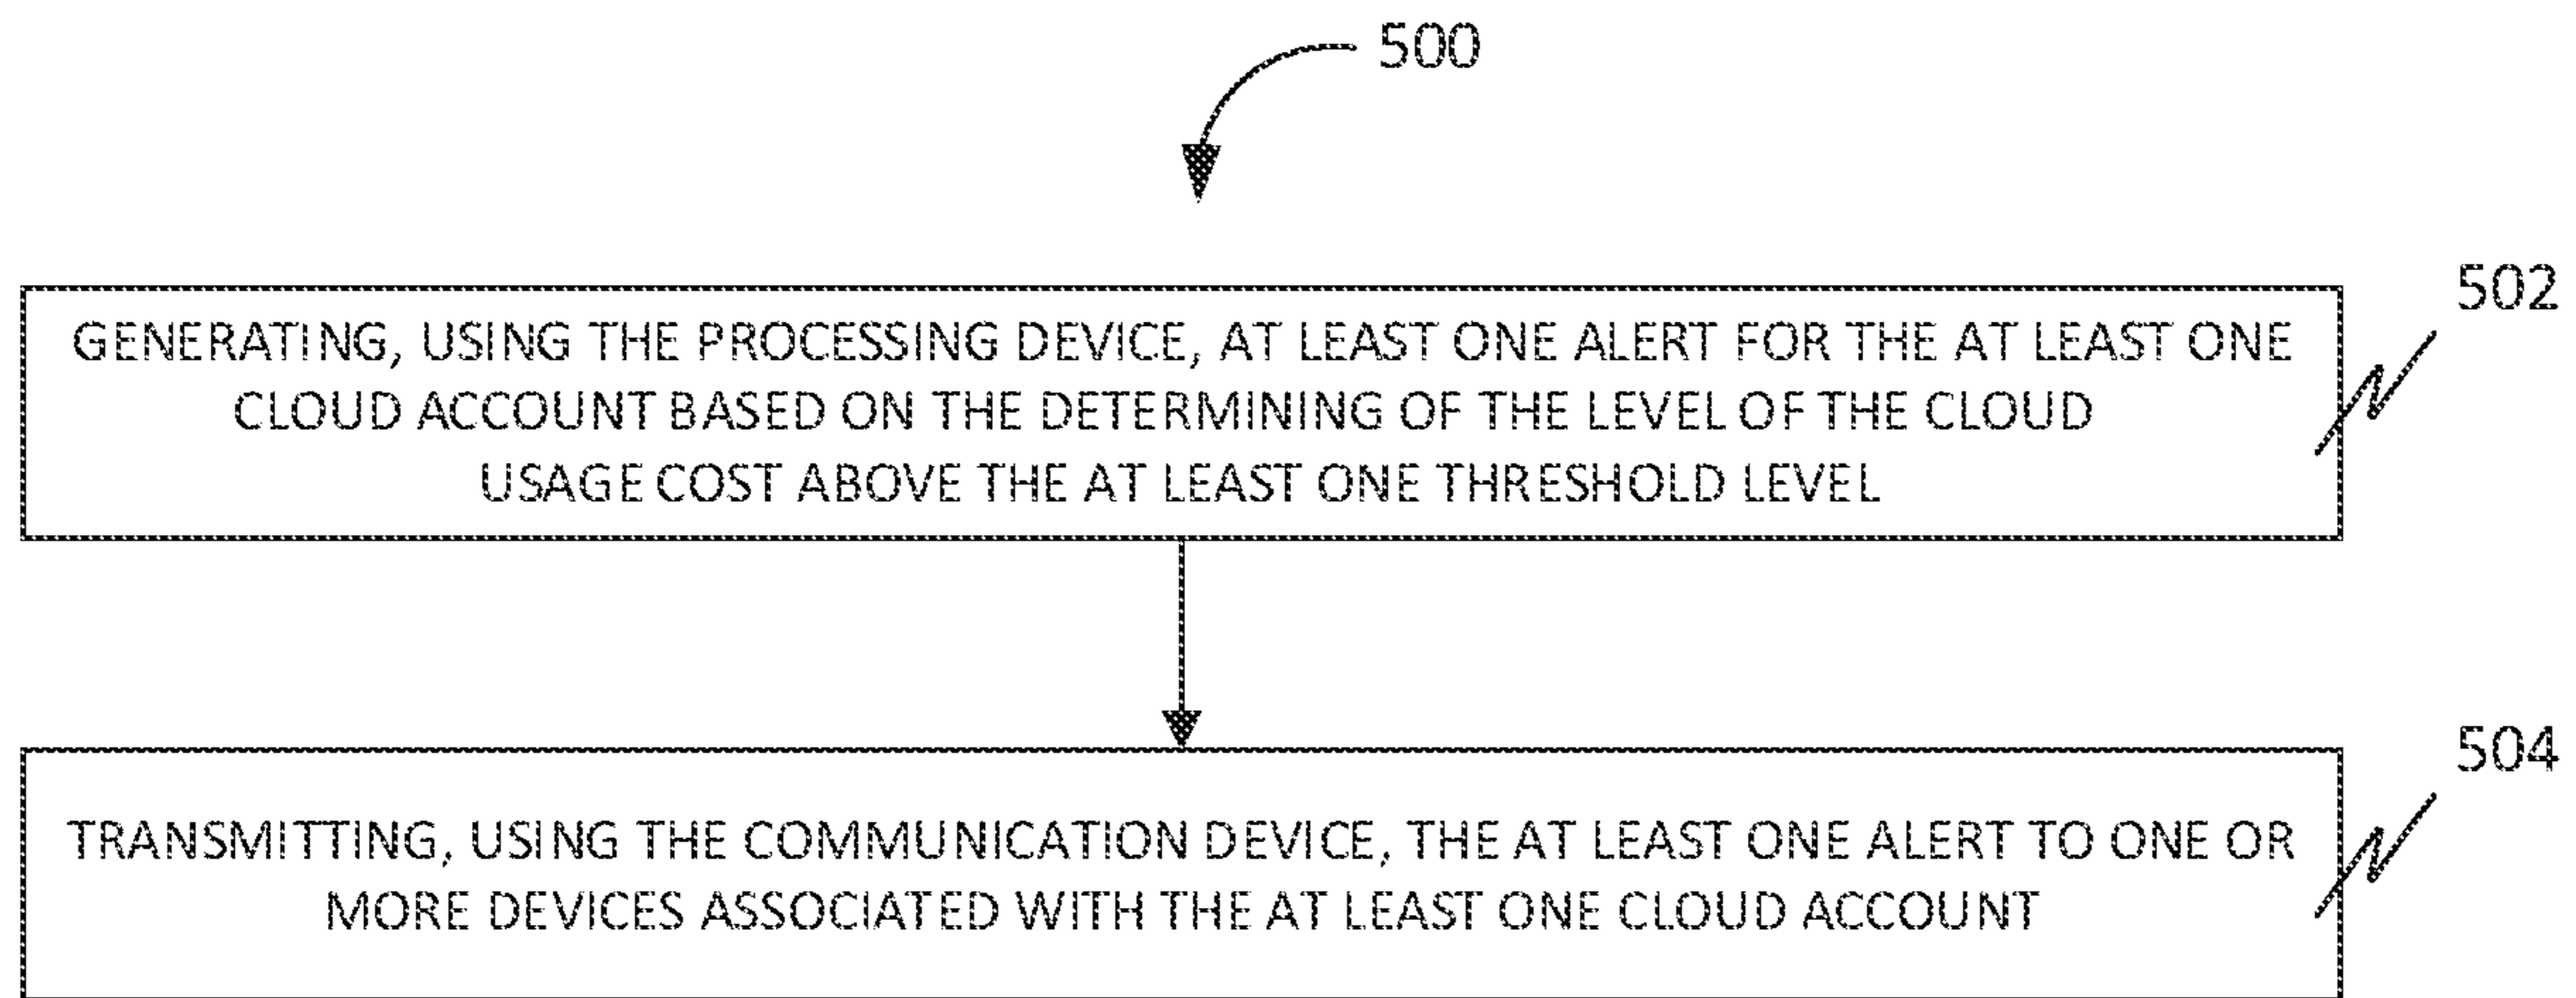 500
502
GENERATING, USING THE PROCESSING DEVICE, AT LEAST ONE ALERT FOR THE AT LEAST ONE
CLOUD ACCOUNT BASED ON THE DETERMINING OF THE LEVEL OF THE CLOUD
USAGE COST ABOVE THE AT LEAST ONE THRESHOLD LEVEL
504
TRANSMITTING, USING THE COMMUNICATION DEVICE, THE AT LEAST ONE ALERT TO ONE OR
MORE DEVICES ASSOCIATED WITH THE AT LEAST ONE CLOUD ACCOUNT